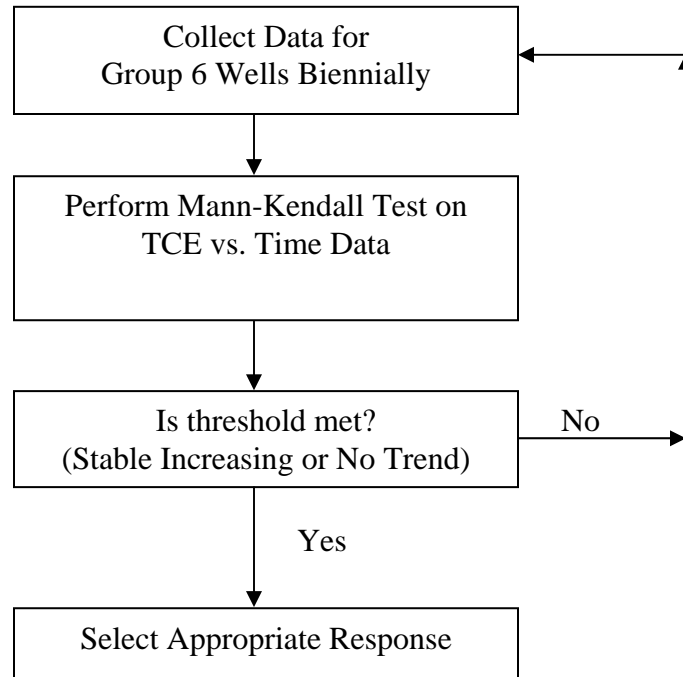 Collect Data for
Group 6 Wells Biennially
Perform Mann-Kendall Test on
TCE vs. Time Data
Is threshold met?
(Stable Increasing or No Trend)
No
Yes
Select Appropriate Response